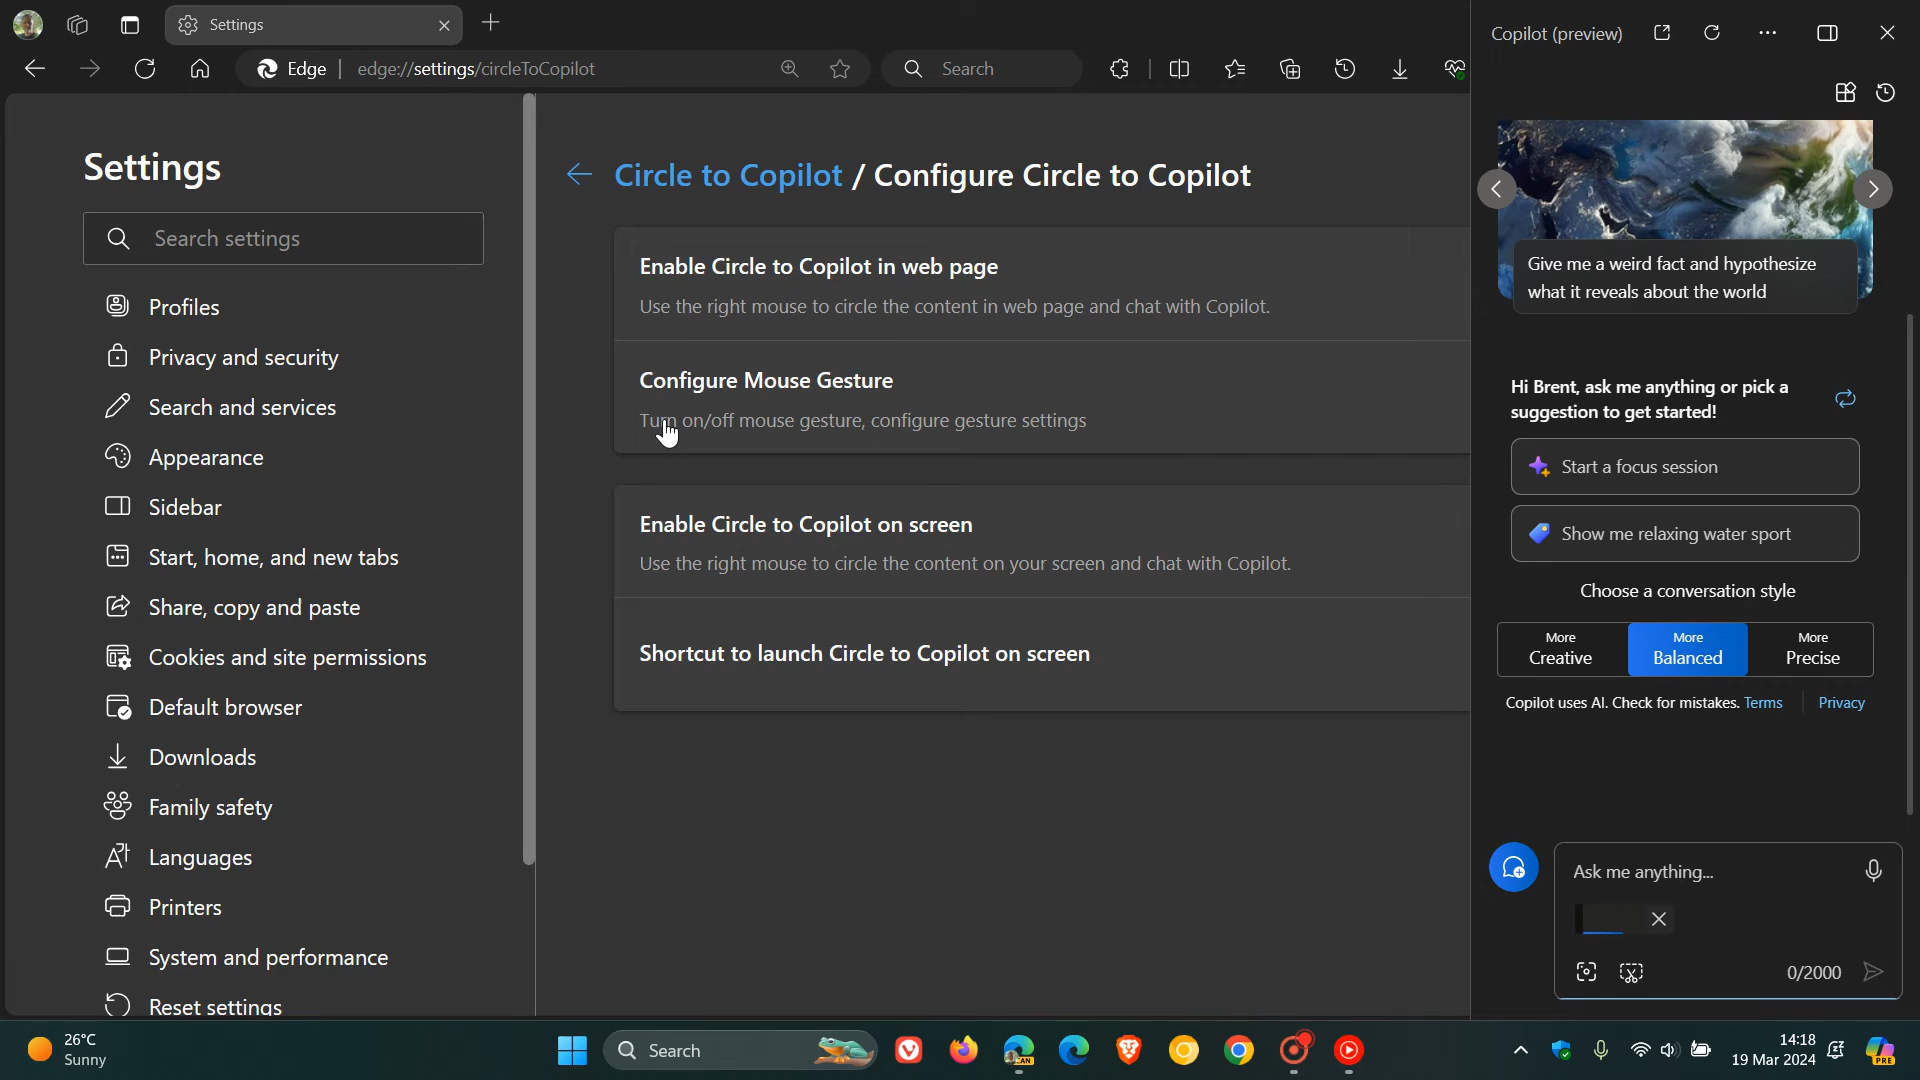 Settings
Edge
edge://settings/circleToCopilot
Search
Copilot (preview)
Settings
Search settings
Profiles
Privacy and security
Search and services
Appearance
Sidebar
Start, home, and new tabs
Share, copy and paste
Cookies and site permissions
Default browser
Downloads
Family safety
Languages
Printers
System and performance
Reset settings
Circle to Copilot / Configure Circle to Copilot
Enable Circle to Copilot in web page
Use the right mouse to circle the content in web page and chat with Copilot.
Configure Mouse Gesture
Turn on/off mouse gesture, configure gesture settings
Enable Circle to Copilot on screen
Use the right mouse to circle the content on your screen and chat with Copilot.
Shortcut to launch Circle to Copilot on screen
Give me a weird fact and hypothesize
what it reveals about the world
Hi Brent, ask me anything or pick a
suggestion to get started!
Start a focus session
Show me relaxing water sport
Choose a conversation style
More
Creative
More
Balanced
More
Precise
Copilot uses AI. Check for mistakes. Terms
Privacy
Ask me anything...
0/2000
26°C
Sunny
Search
CAN
14:18
19 Mar 2024
PRE